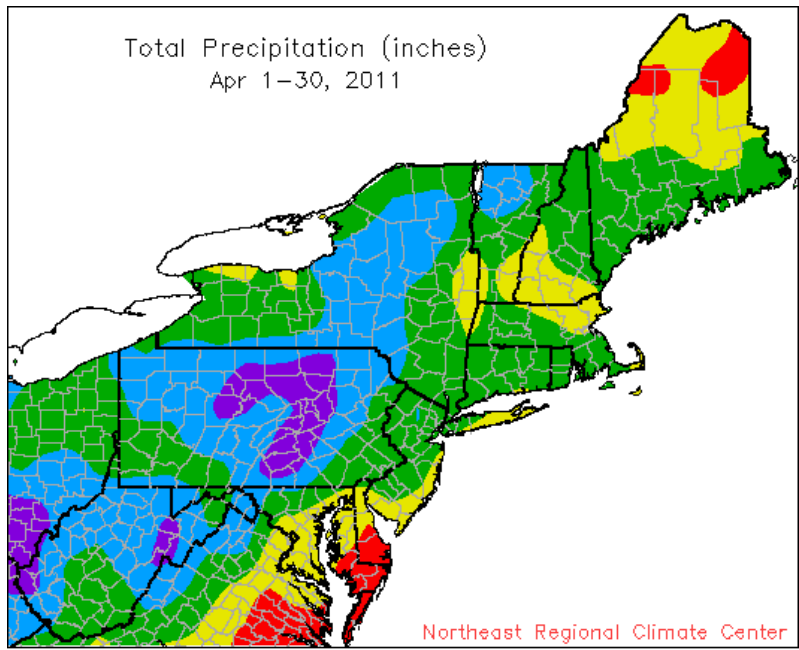 Total Precipitation (inches)
Apr 1-30, 2011
Northeast Regional Climate Center